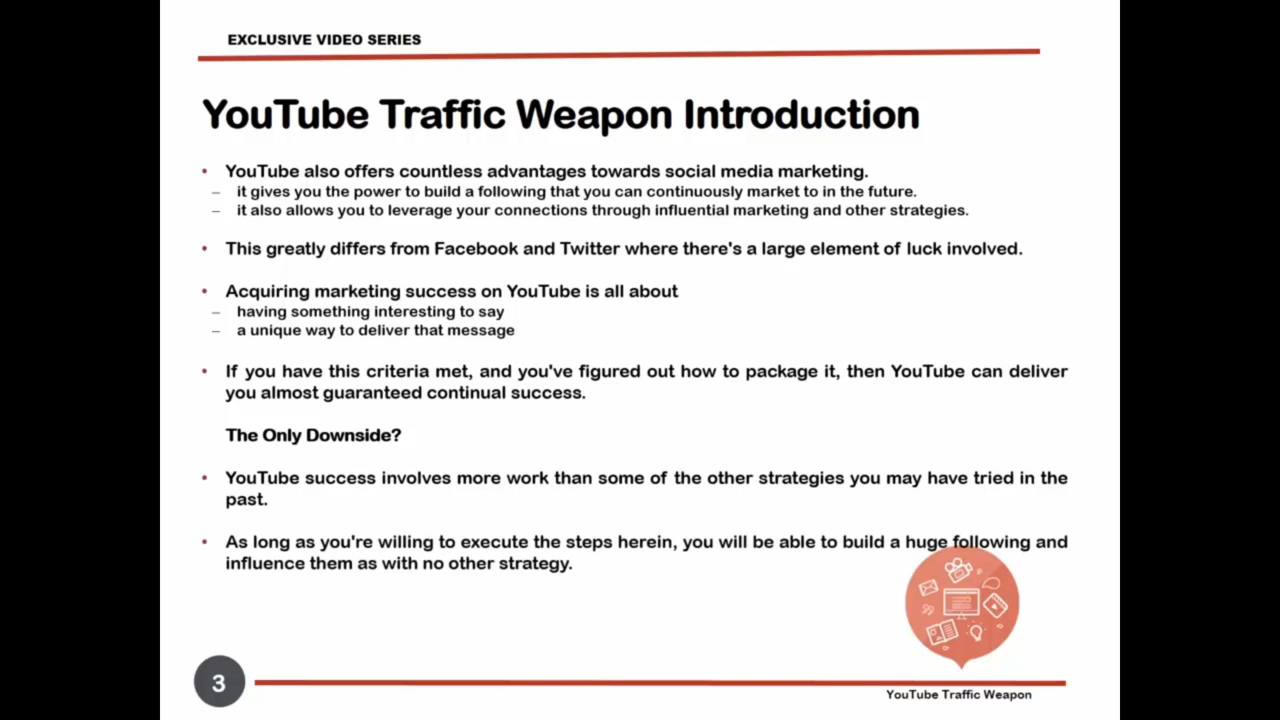 EXCLUSIVE VIDEO SERIES
YouTube Traffic Weapon Introduction
• YouTube also offers countless advantages towards social media marketing.
– it gives you the power to build a following that you can continuously market to in the future.
– it also allows you to leverage your connections through influential marketing and other strategies.
• This greatly differs from Facebook and Twitter where there's a large element of luck involved.
• Acquiring marketing success on YouTube is all about
– having something interesting to say
– a unique way to deliver that message
• If you have this criteria met, and you've figured out how to package it, then YouTube can deliver
you almost guaranteed continual success.
The Only Downside?
• YouTube success involves more work than some of the other strategies you may have tried in the
past.
• As long as you're willing to execute the steps herein, you will be able to build a huge following and
influence them as with no other strategy.
3
YouTube Traffic Weapon